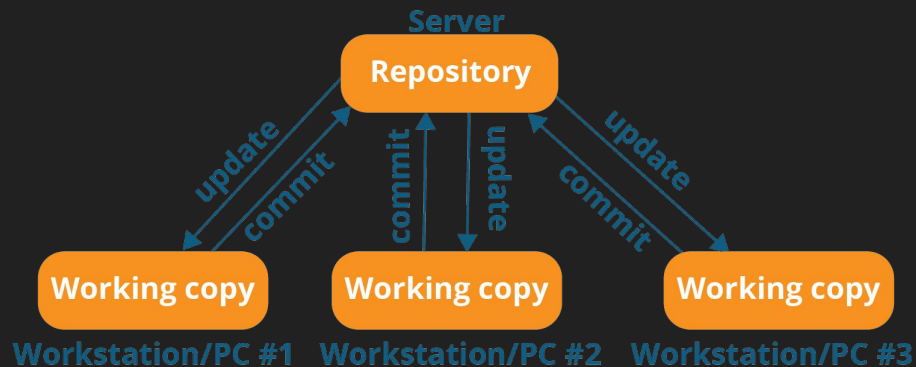 Server
Repository
update
commit
commit
update
update
commit
Working copy
Working copy
Working copy
Workstation/PC #1
Workstation/PC #2
Workstation/PC #3